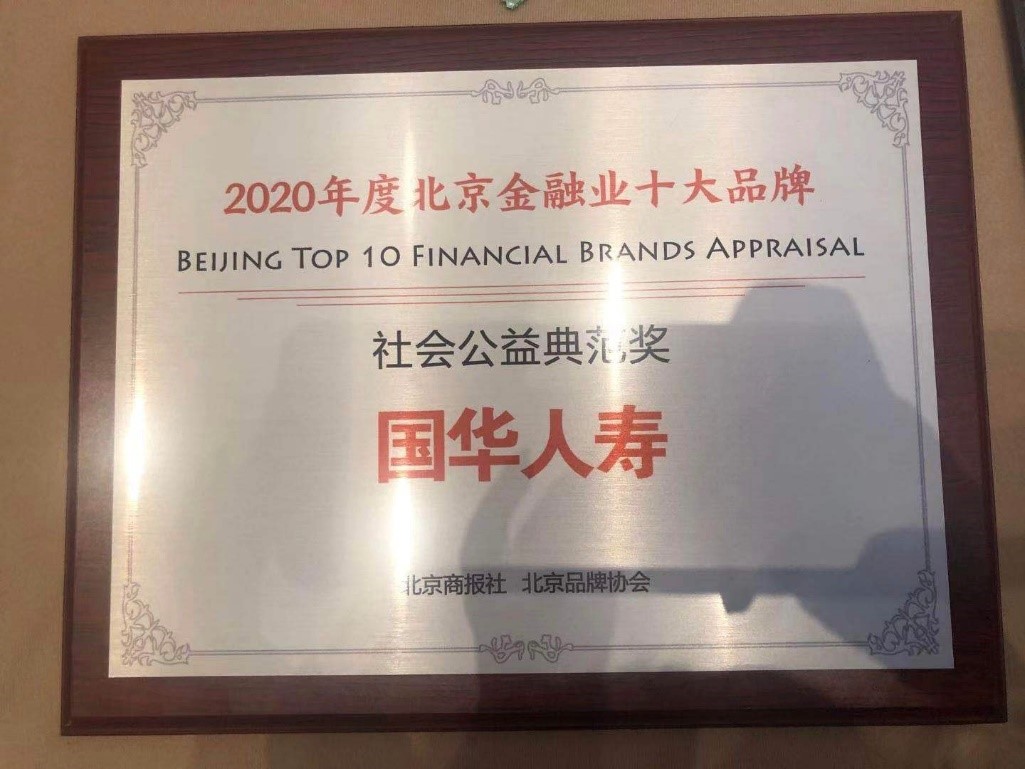 2020年度北京金融业十大品牌
BEIJING TOP 10 FINANCIAL BRANDS APPRAISAL
社会公益典范奖
国华人寿
北京商报社 北京品牌协会